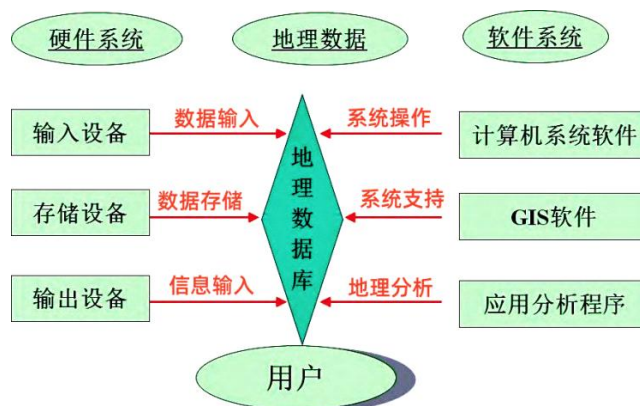 硬件系统 地理数据 软件系统
输入设备 数据输入 系统操作 计算机系统软件
存储设备 数据存储 系统支持 GIS软件
输出设备 信息输入 地理分析 应用分析程序
地理数据库
用户